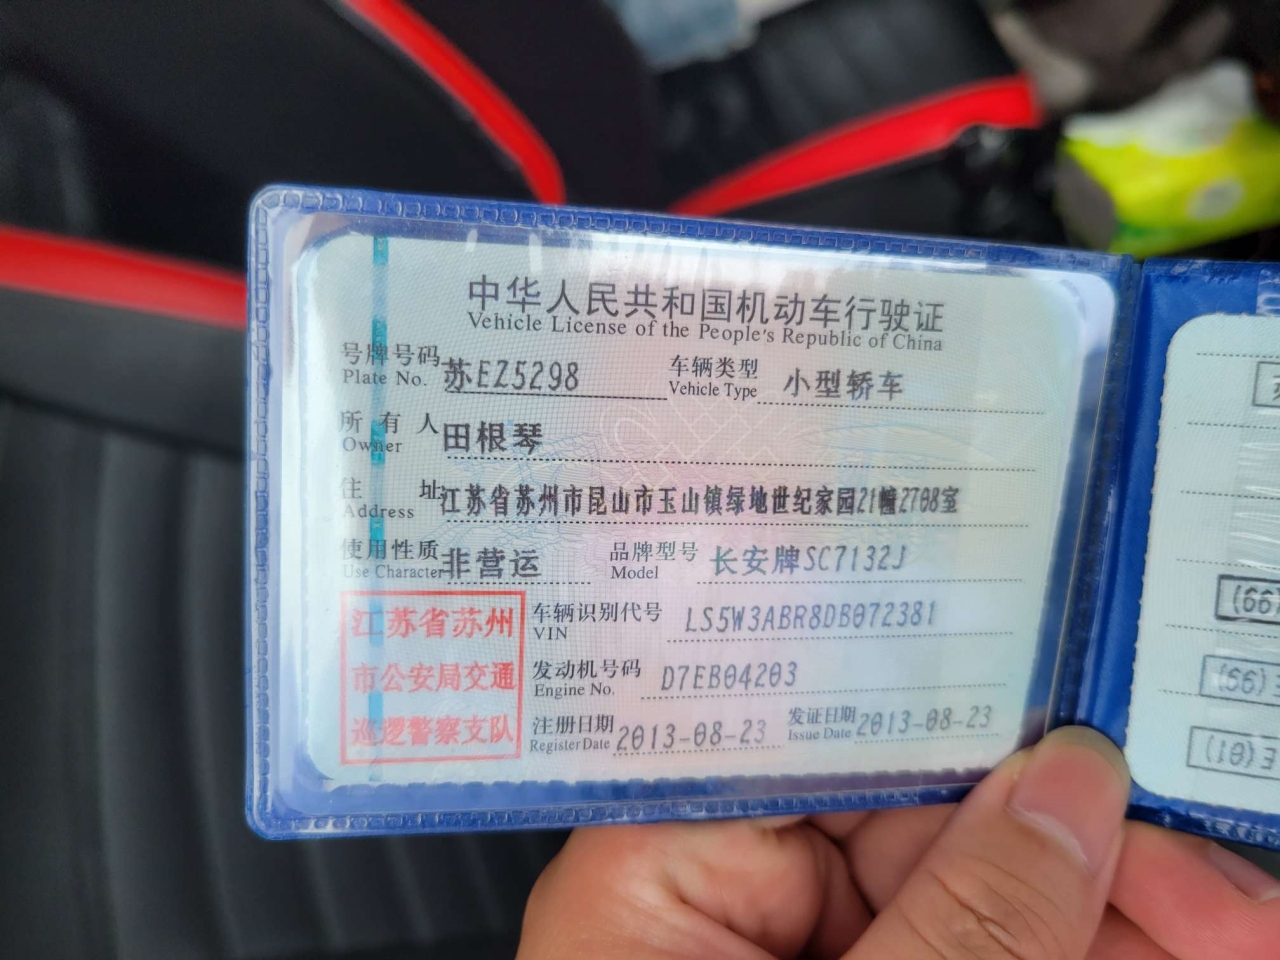 中华人民共和国机动车行驶证
Vehicle License of the People's Republic of China
号牌号码 苏EZ5298 车辆类型 小型轿车
Plate No. Vehicle Type
所有人 田根琴
Owner
住址 江苏省苏州市昆山市玉山镇绿地世纪家园21幢2708室
Address
使用性质 非营运 品牌型号 长安牌SC7132J
Use Character Model
江苏省苏州 车辆识别代号 LS5W3ABR8DB072381
VIN
市公安局交通 发动机号码 D7EB04203
Engine No.
巡逻警察支队 注册日期 2013-08-23 发证日期 2013-08-23
Register Date Issue Date